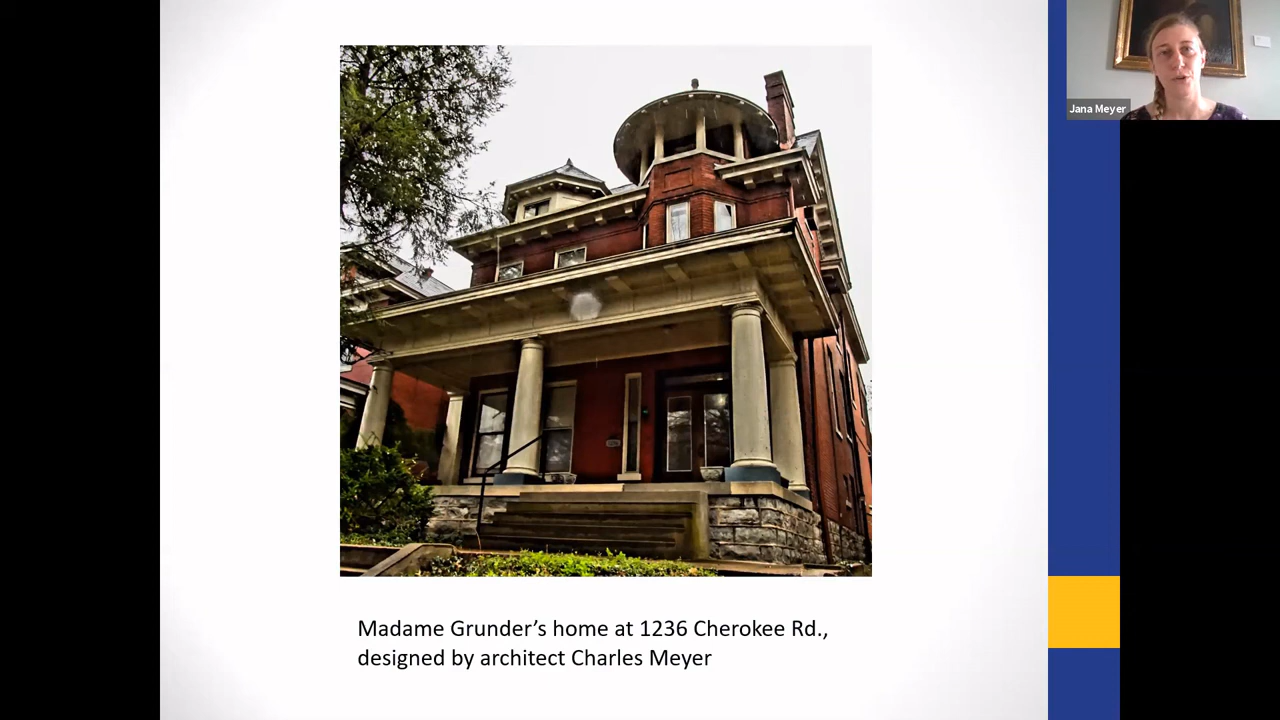 Jana Meyer
Madame Grunder’s home at 1236 Cherokee Rd.,
designed by architect Charles Meyer